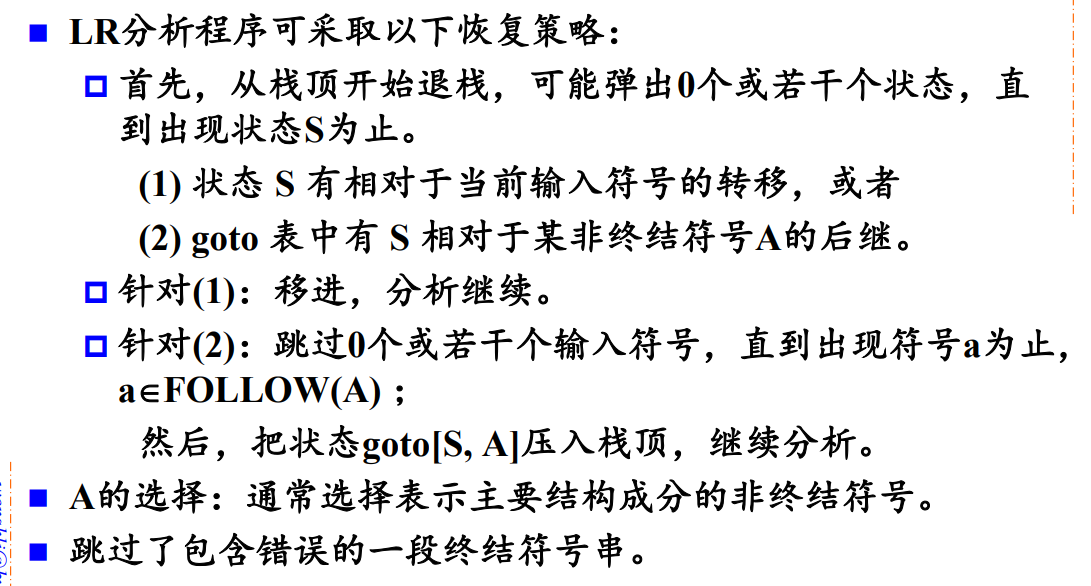 LR分析程序可采取以下恢复策略：
首先，从栈顶开始退栈，可能弹出0个或若干个状态，直
到出现状态S为止。
(1) 状态 S 有相对于当前输入符号的转移，或者
(2) goto 表中有 S 相对于某非终结符号A的后继。
针对(1)：移进，分析继续。
针对(2)：跳过0个或若干个输入符号，直到出现符号a为止，
a∈FOLLOW(A)；
然后，把状态goto[S, A]压入栈顶，继续分析。
A的选择：通常选择表示主要结构成分的非终结符号。
跳过了包含错误的一段终结符号串。